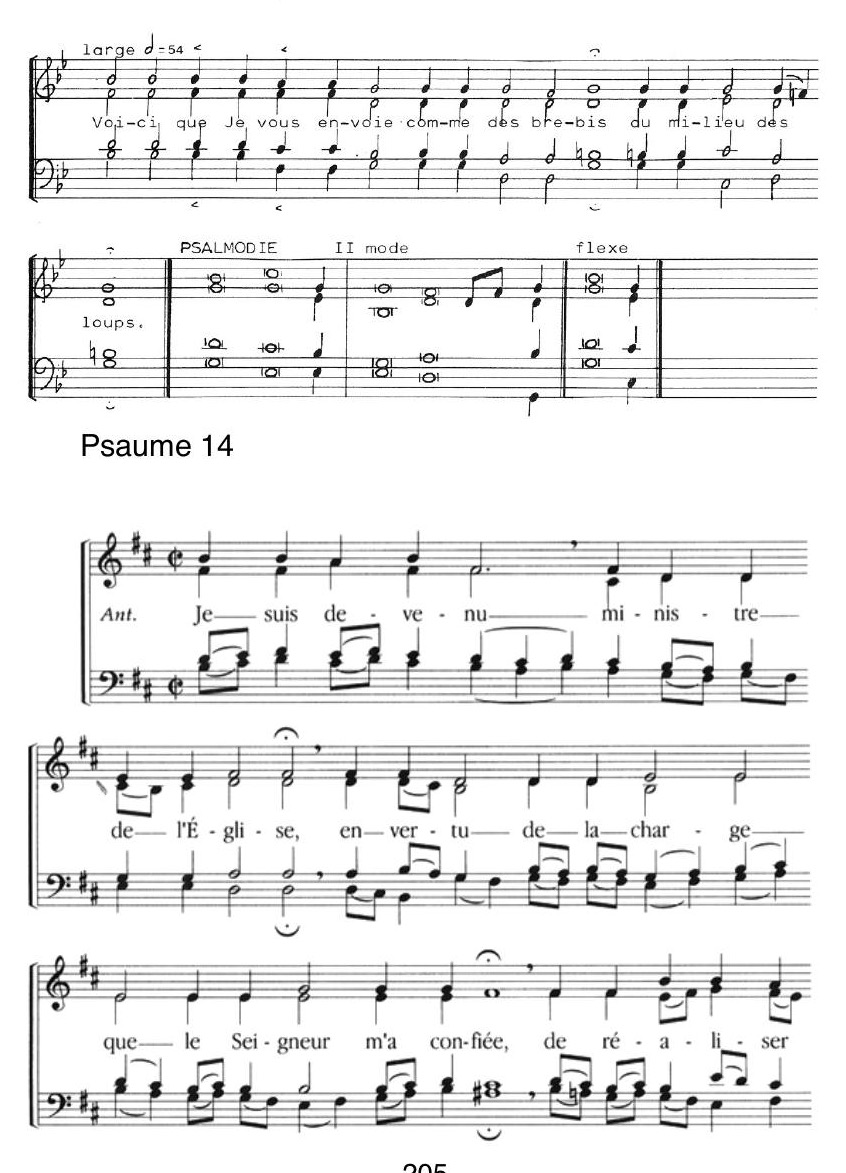 large 𝅗𝅥=54
Voi-ci que Je vous en-voie com-me des bre-bis au mi-lieu des
PSALMODIE II mode flexe
loups.
Psaume 14
Ant. Je suis de - ve - nu mi - nis - tre
de l'É - gli - se, en - ver - tu de la char - ge
que le Sei - gneur m'a con-fiée, de ré - a - li - ser
205